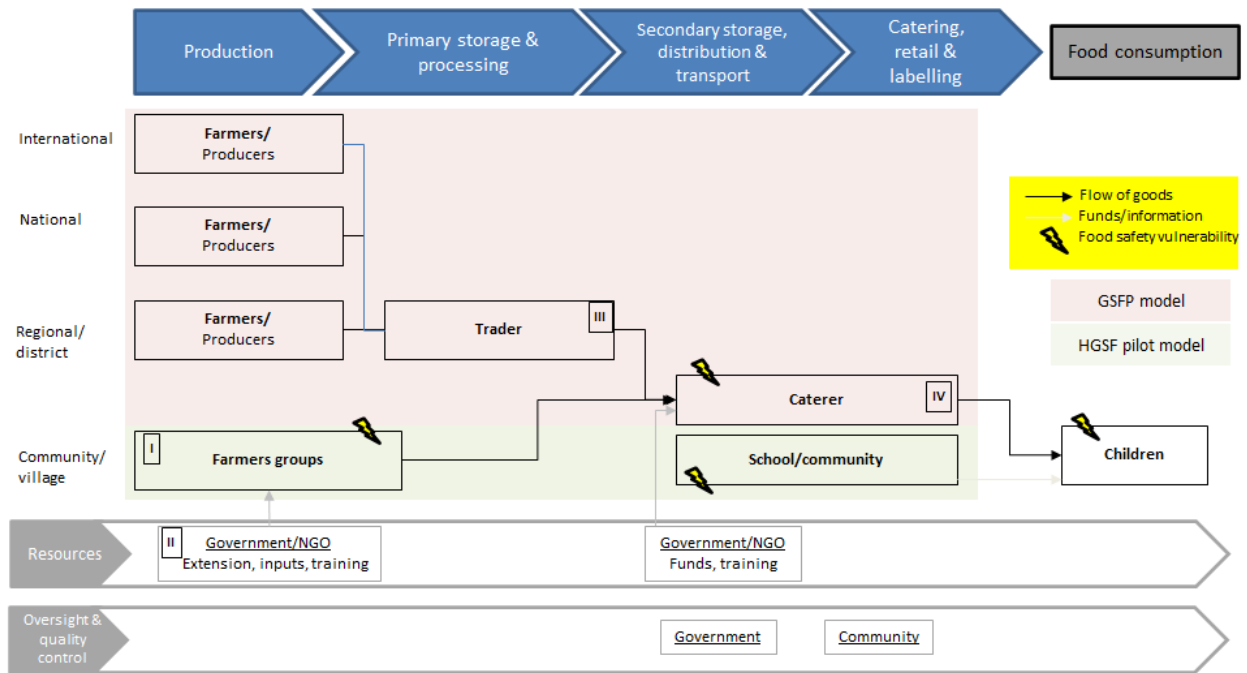 Production
Primary storage &
processing
Secondary storage,
distribution &
transport
Catering,
retail &
labelling
Food consumption
International
Farmers/
Producers
National
Farmers/
Producers
Flow of goods
Funds/information
Food safety vulnerability
GSFP model
HGSF pilot model
Regional/
district
Farmers/
Producers
Trader
III
Caterer
IV
Community/
village
I
Farmers groups
School/community
Children
Resources
II
Government/NGO
Extension, inputs, training
Government/NGO
Funds, training
Oversight &
quality
control
Government
Community